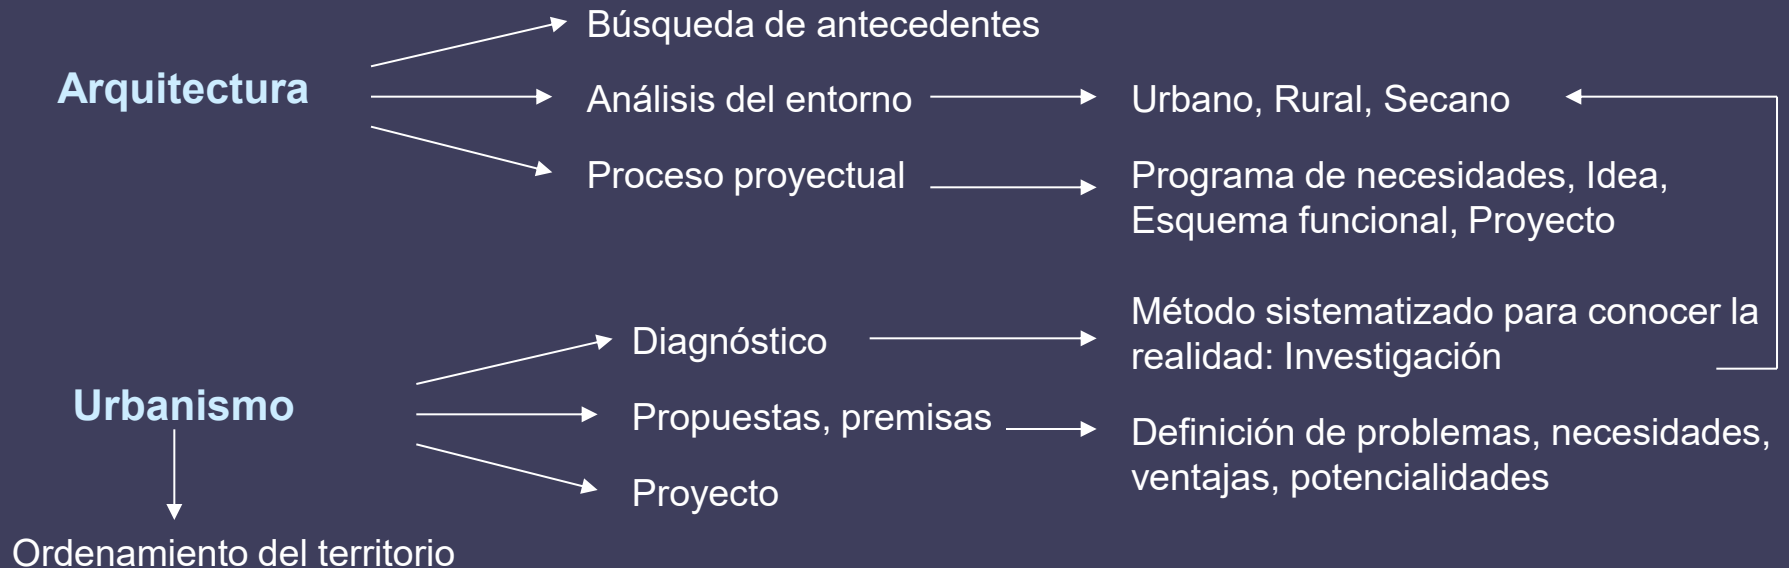 Búsqueda de antecedentes
Arquitectura
Análisis del entorno
Urbano, Rural, Secano
Proceso proyectual
Programa de necesidades, Idea,
Esquema funcional, Proyecto
Método sistematizado para conocer la
realidad: Investigación
Diagnóstico
Urbanismo
Propuestas, premisas
Definición de problemas, necesidades,
ventajas, potencialidades
Proyecto
Ordenamiento del territorio